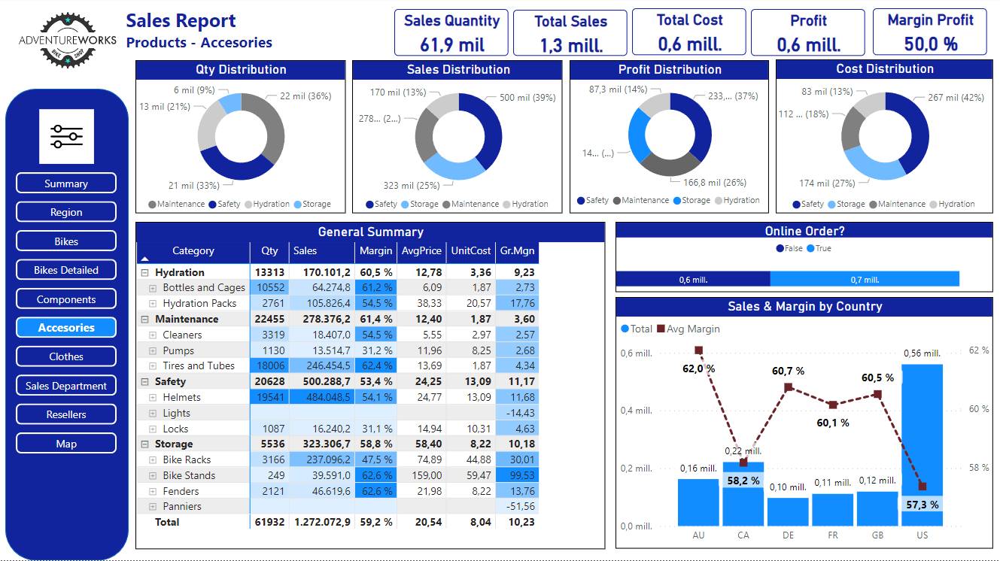 ADVENTUREWORKS
BIKE SHOP
Sales Report
Products - Accesories
Sales Quantity
61,9 mil
Total Sales
1,3 mill.
Total Cost
0,6 mill.
Profit
0,6 mill.
Margin Profit
50,0 %
Summary
Region
Bikes
Bikes Detailed
Components
Accesories
Clothes
Sales Department
Resellers
Map
Qty Distribution
6 mil (9%)
22 mil (36%)
13 mil (21%)
21 mil (33%)
Maintenance Safety Hydration Storage
Sales Distribution
170 mil (13%)
500 mil (39%)
278... (2...)
323 mil (25%)
Safety Storage Maintenance Hydration
Profit Distribution
87,3 mil (14%)
233,... (37%)
14... (...)
166,8 mil (26%)
Safety Maintenance Storage Hydration
Cost Distribution
83 mil (13%)
267 mil (42%)
112 ... (18%)
174 mil (27%)
Safety Storage Maintenance Hydration
General Summary
Category Qty Sales Margin AvgPrice UnitCost Gr.Mgn
Hydration 13313 170.101,2 60,5 % 12,78 3,36 9,23
Bottles and Cages 10552 64.274,8 61,2 % 6,09 1,87 2,73
Hydration Packs 2761 105.826,4 54,5 % 38,33 20,57 17,76
Maintenance 22455 278.376,2 61,4 % 12,40 1,87 3,60
Cleaners 3319 18.407,0 54,5 % 5,55 2,97 2,57
Pumps 1130 13.514,7 31,2 % 11,96 8,25 2,68
Tires and Tubes 18006 246.454,5 62,4 % 13,69 1,87 4,34
Safety 20628 500.288,7 53,4 % 24,25 13,09 11,17
Helmets 19541 484.048,5 54,1 % 24,77 13,09 11,68
Lights -14,43
Locks 1087 16.240,2 31,1 % 14,94 10,31 4,63
Storage 5536 323.306,7 58,8 % 58,40 8,22 10,18
Bike Racks 3166 237.096,2 47,5 % 74,89 44,88 30,01
Bike Stands 249 39.591,0 62,6 % 159,00 59,47 99,53
Fenders 2121 46.619,6 62,6 % 21,98 8,22 13,76
Panniers -51,56
Total 61932 1.272.072,9 59,2 % 20,54 8,04 10,23
Online Order?
False True
0,6 mill. 0,7 mill.
Sales & Margin by Country
Total Avg Margin
0,6 mill.
0,4 mill.
0,2 mill.
0,0 mill.
62 %
60 %
58 %
62,0 %
58,2 %
60,7 %
60,1 %
60,5 %
57,3 %
0,16 mill.
0,22 mill.
0,10 mill.
0,11 mill.
0,12 mill.
0,56 mill.
AU CA DE FR GB US